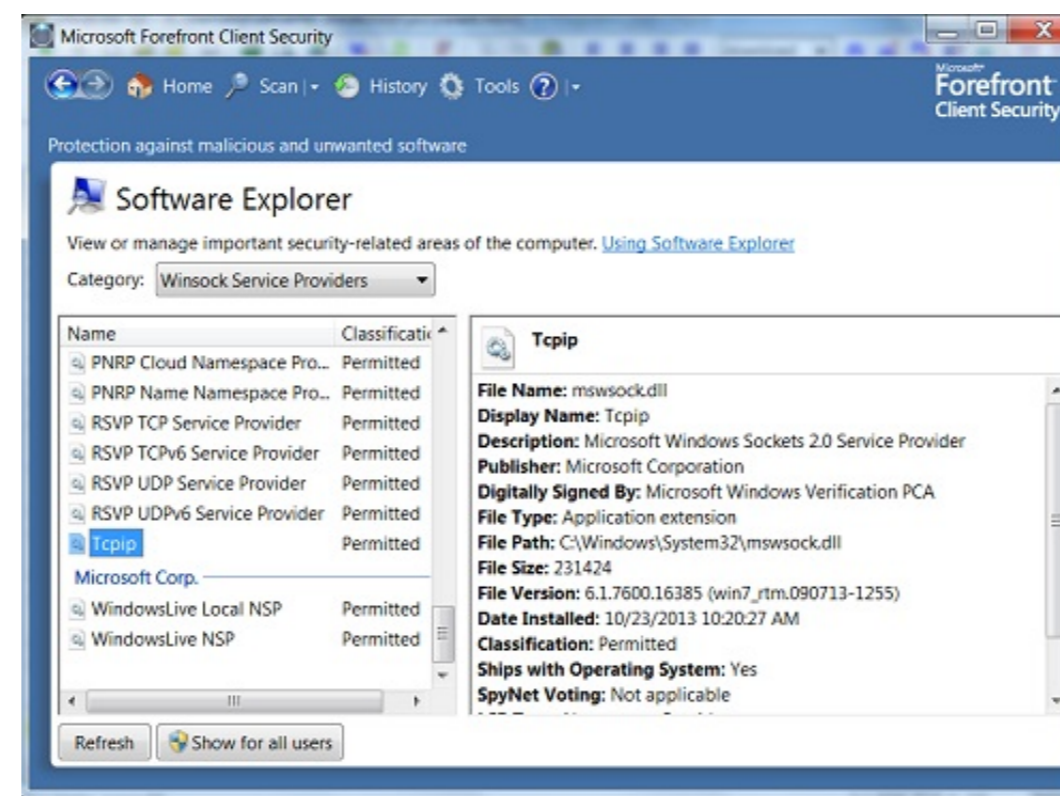 Microsoft Forefront Client Security
Home Scan History Tools
Microsoft
Forefront
Client Security
Protection against malicious and unwanted software
Software Explorer
View or manage important security-related areas of the computer. Using Software Explorer
Category: Winsock Service Providers
Name Classificatio
PNRP Cloud Namespace Pro... Permitted
PNRP Name Namespace Pro... Permitted
RSVP TCP Service Provider Permitted
RSVP TCPv6 Service Provider Permitted
RSVP UDP Service Provider Permitted
RSVP UDPv6 Service Provider Permitted
Tcpip Permitted
Microsoft Corp.
WindowsLive Local NSP Permitted
WindowsLive NSP Permitted
Tcpip
File Name: mswsock.dll
Display Name: Tcpip
Description: Microsoft Windows Sockets 2.0 Service Provider
Publisher: Microsoft Corporation
Digitally Signed By: Microsoft Windows Verification PCA
File Type: Application extension
File Path: C:\Windows\System32\mswsock.dll
File Size: 231424
File Version: 6.1.7600.16385 (win7_rtm.090713-1255)
Date Installed: 10/23/2013 10:20:27 AM
Classification: Permitted
Ships with Operating System: Yes
SpyNet Voting: Not applicable
Refresh Show for all users